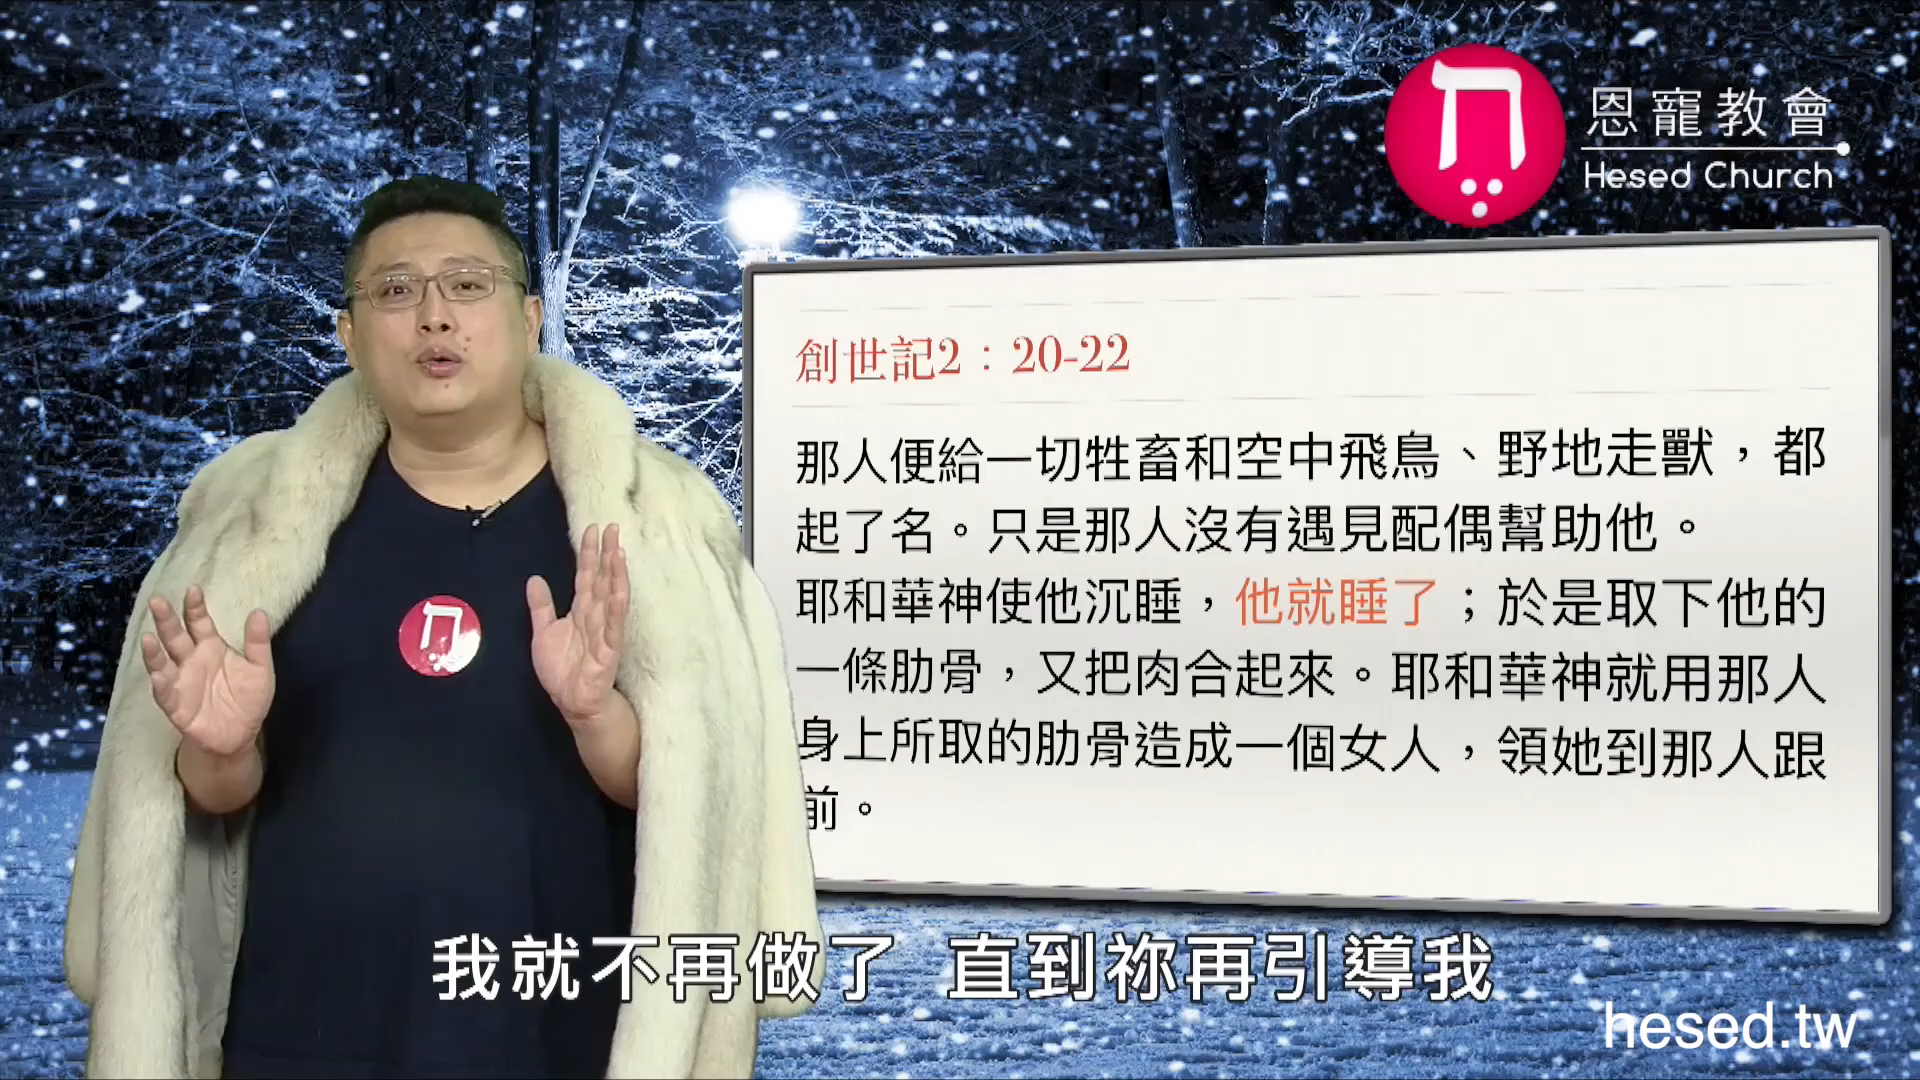 恩寵教會
Hesed Church
創世記2：20-22
那人便給一切牲畜和空中飛鳥、野地走獸，都
起了名。只是那人沒有遇見配偶幫助他。
耶和華神使他沉睡，他就睡了；於是取下他的
一條肋骨，又把肉合起來。耶和華神就用那人
身上所取的肋骨造成一個女人，領她到那人跟
前。
我就不再做了 直到祢再引導我
hesed.tw